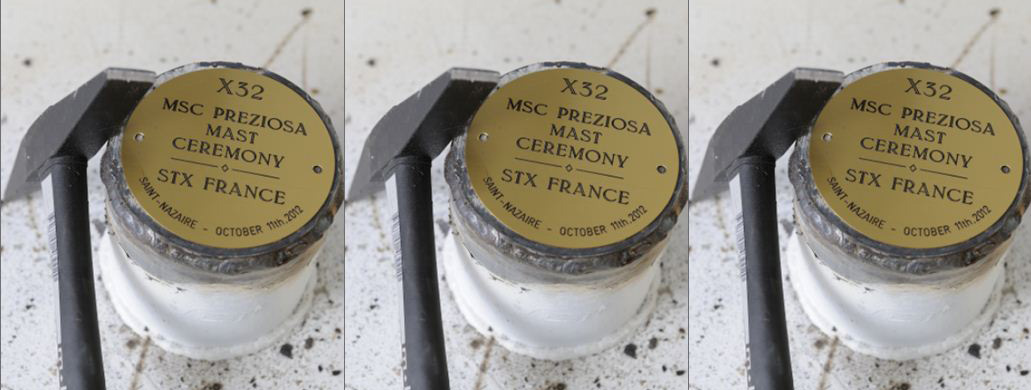 X32
MSC PREZIOSA
MAST
CEREMONY
STX FRANCE
SAINT-NAZAIRE - OCTOBER 11th.2012
X32
MSC PREZIOSA
MAST
CEREMONY
STX FRANCE
SAINT-NAZAIRE - OCTOBER 11th.2012
X32
MSC PREZIOSA
MAST
CEREMONY
STX FRANCE
SAINT-NAZAIRE - OCTOBER 11th.2012